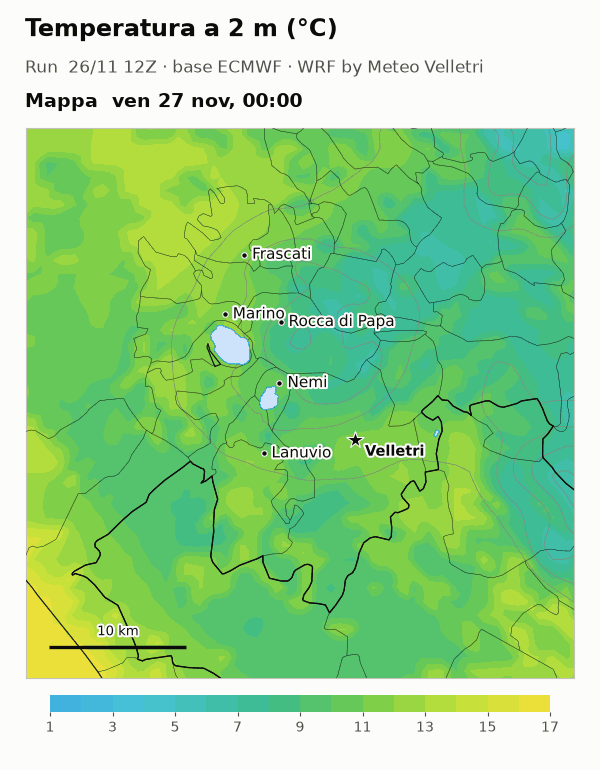 Temperatura a 2 m (°C)
Run  26/11 12Z · base ECMWF · WRF by Meteo Velletri
Mappa  ven 27 nov, 00:00
Frascati
Marino
Rocca di Papa
Nemi
Velletri
Lanuvio
10 km
1 3 5 7 9 11 13 15 17